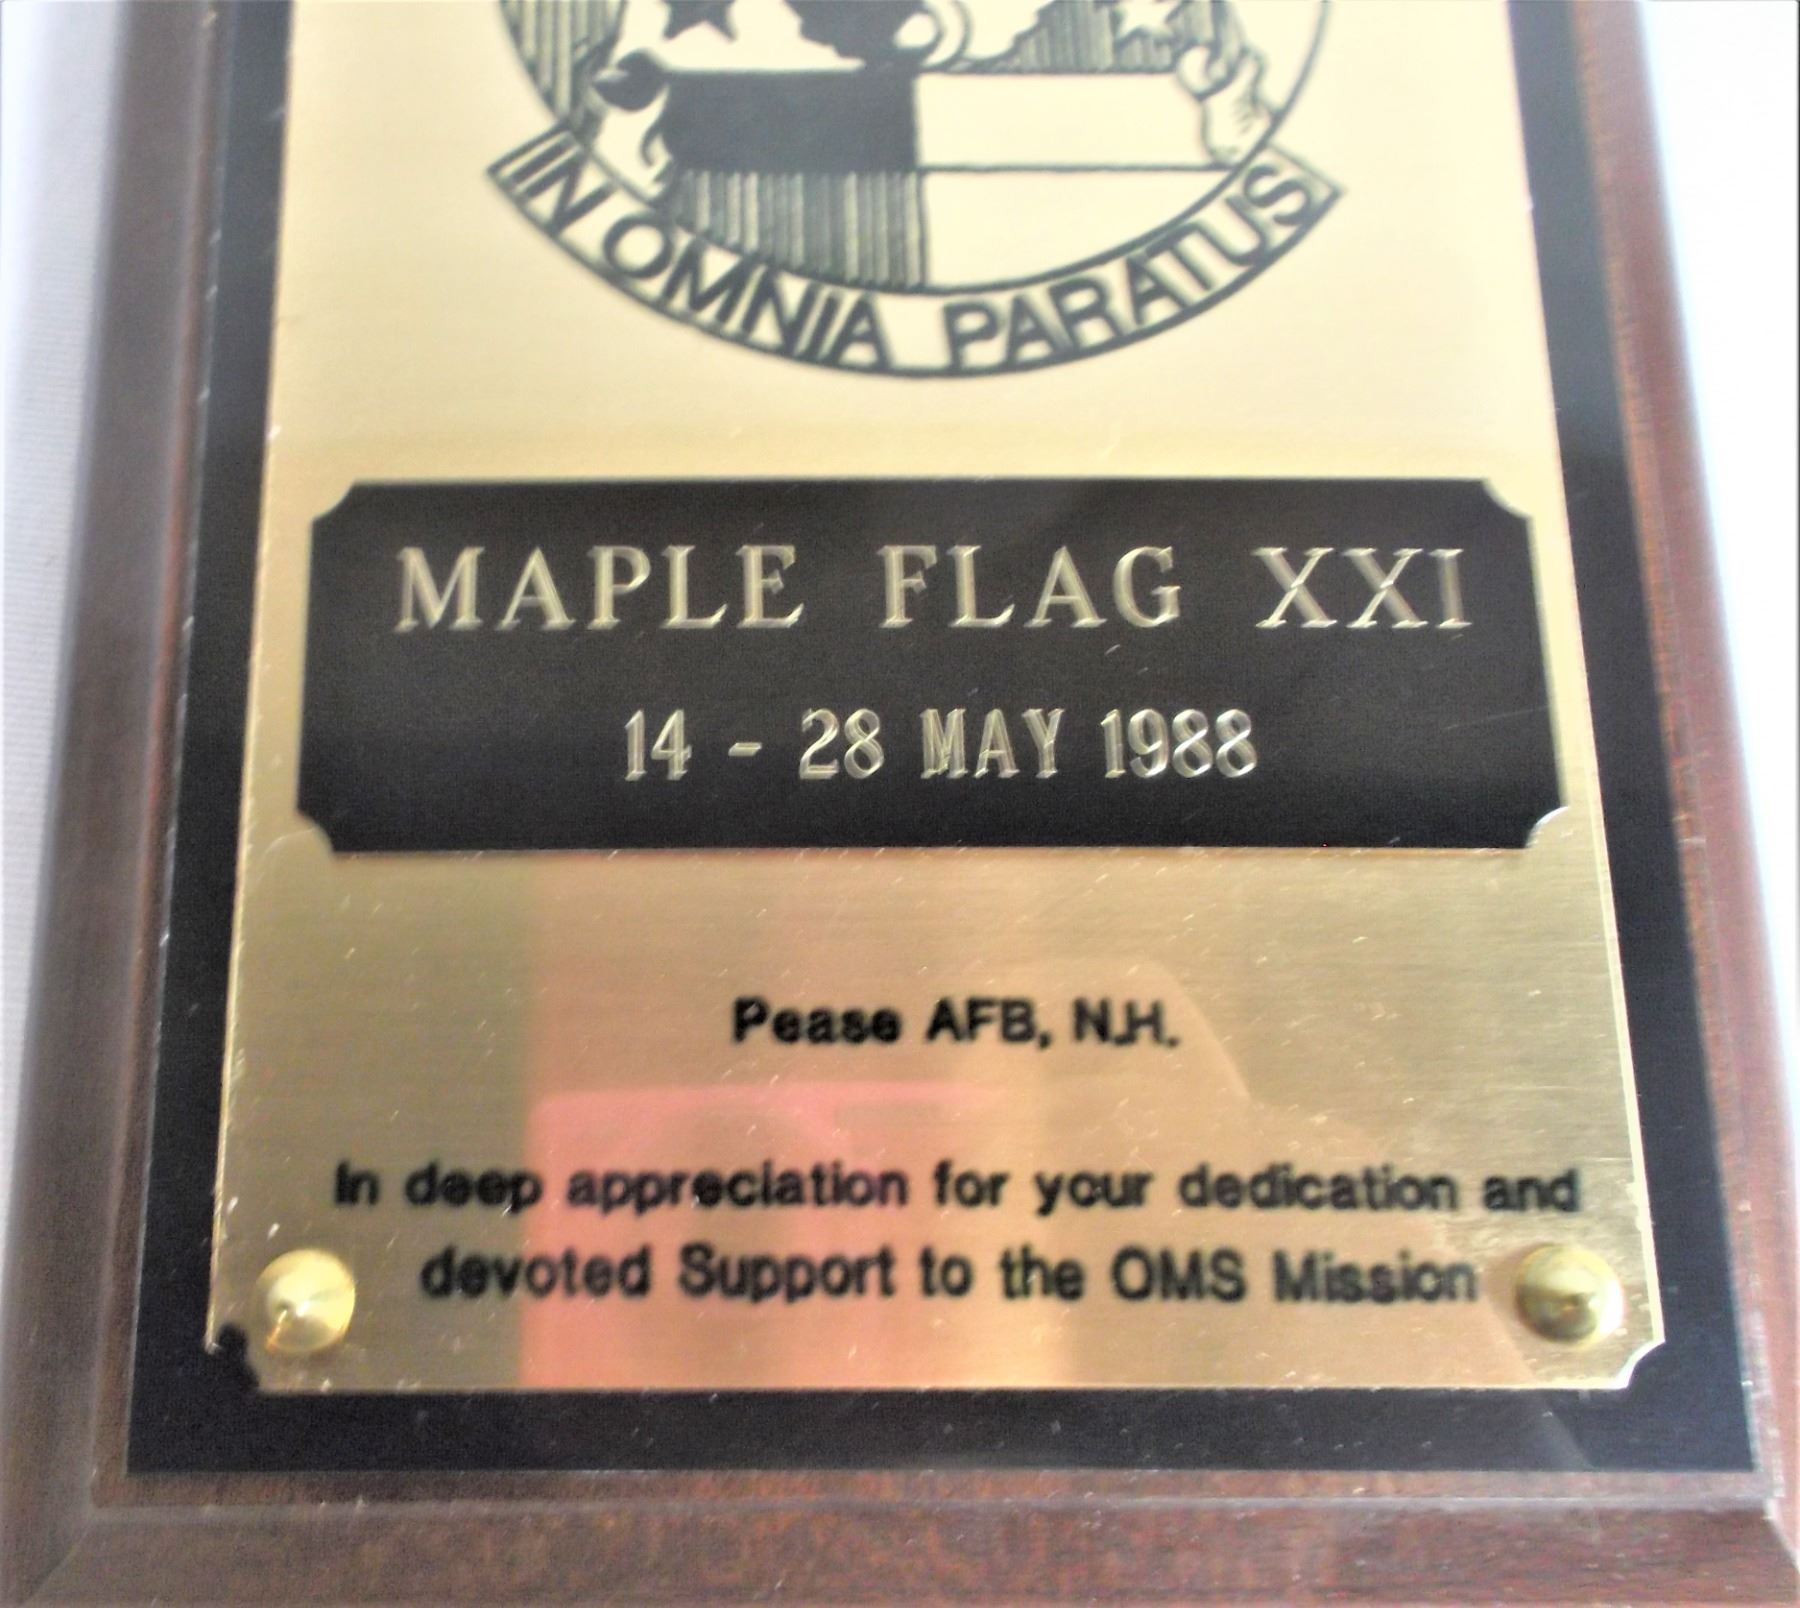 IN OMNIA PARATUS
MAPLE FLAG XXI
14 - 28 MAY 1988
Pease AFB, N.H.
In deep appreciation for your dedication and
devoted Support to the OMS Mission